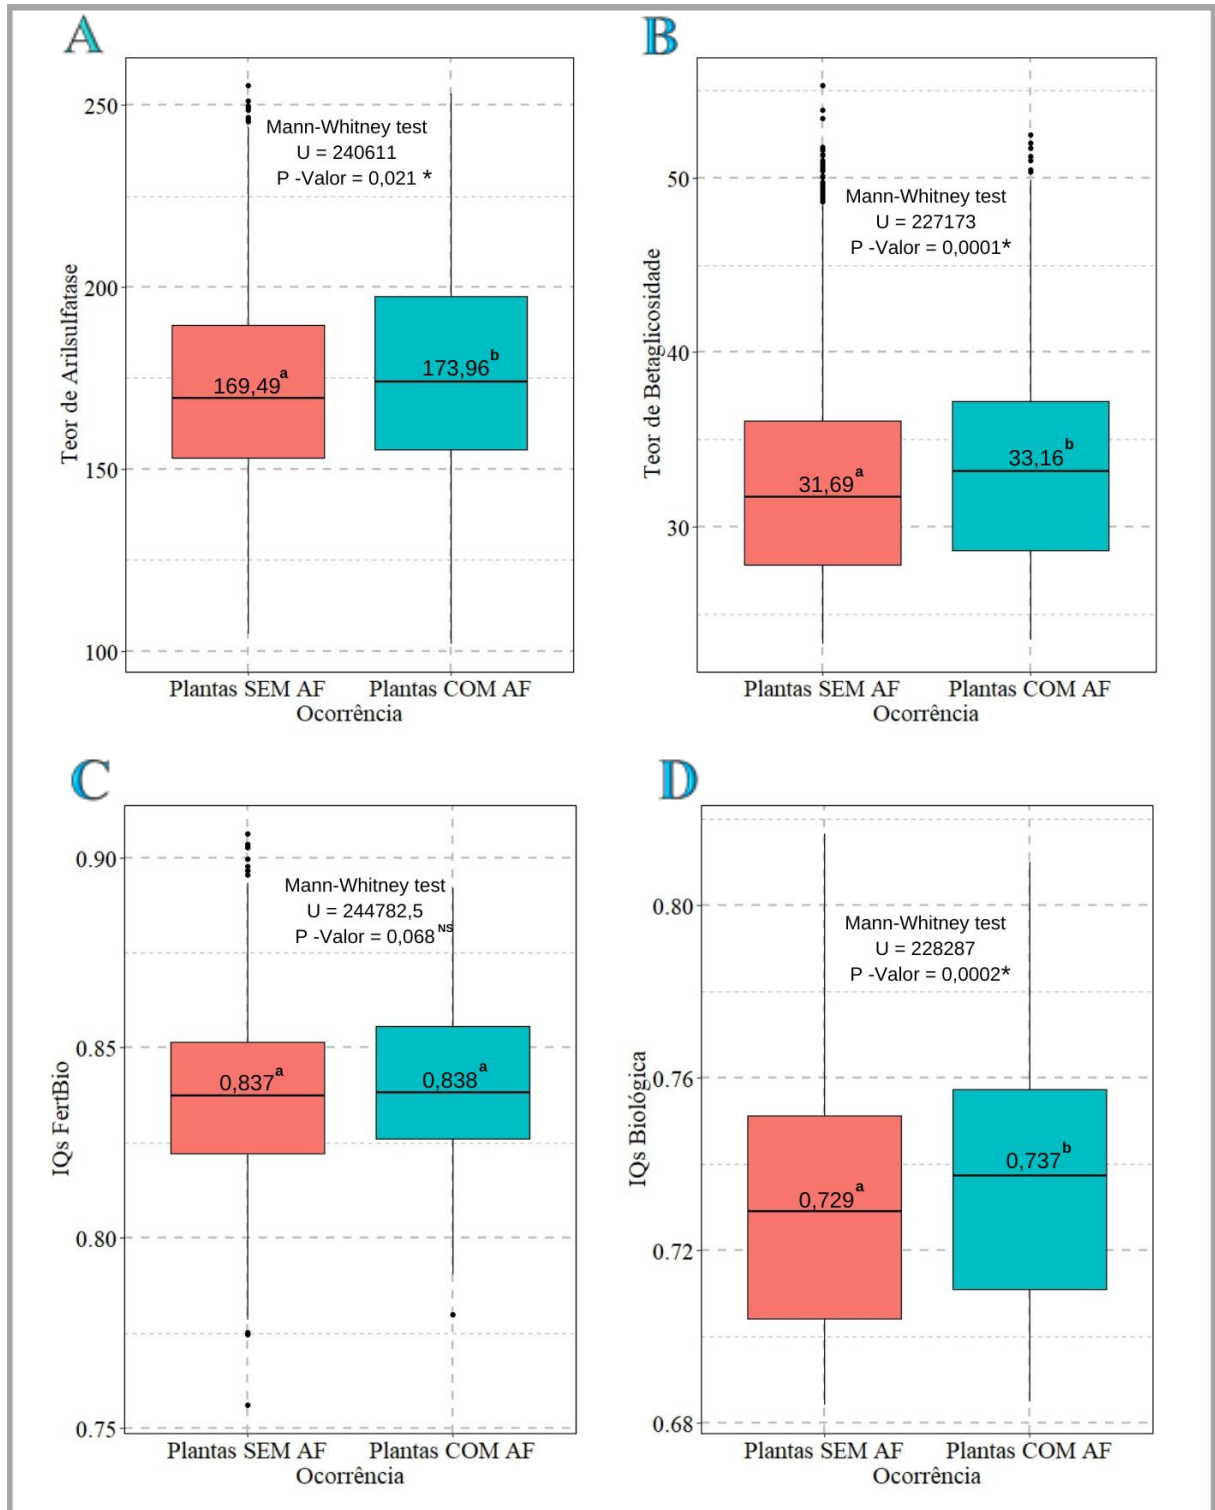 A
Teor de Arilsulfatase
250
200
150
100
Mann-Whitney test
U = 240611
P -Valor = 0,021 *
169,49a
173,96b
Plantas SEM AF
Plantas COM AF
Ocorrência
B
Teor de Betaglicosidade
50
40
30
Mann-Whitney test
U = 227173
P -Valor = 0,0001*
31,69a
33,16b
Plantas SEM AF
Plantas COM AF
Ocorrência
C
IQs FertBio
0.90
0.85
0.80
0.75
Mann-Whitney test
U = 244782,5
P -Valor = 0,068NS
0,837a
0,838a
Plantas SEM AF
Plantas COM AF
Ocorrência
D
IQs Biológica
0.80
0.76
0.72
0.68
Mann-Whitney test
U = 228287
P -Valor = 0,0002*
0,729a
0,737b
Plantas SEM AF
Plantas COM AF
Ocorrência